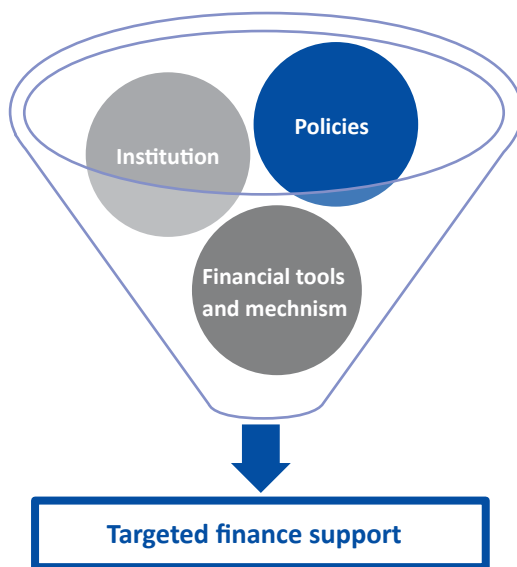 Policies
Institution
Financial tools
and mechnism
Targeted finance support